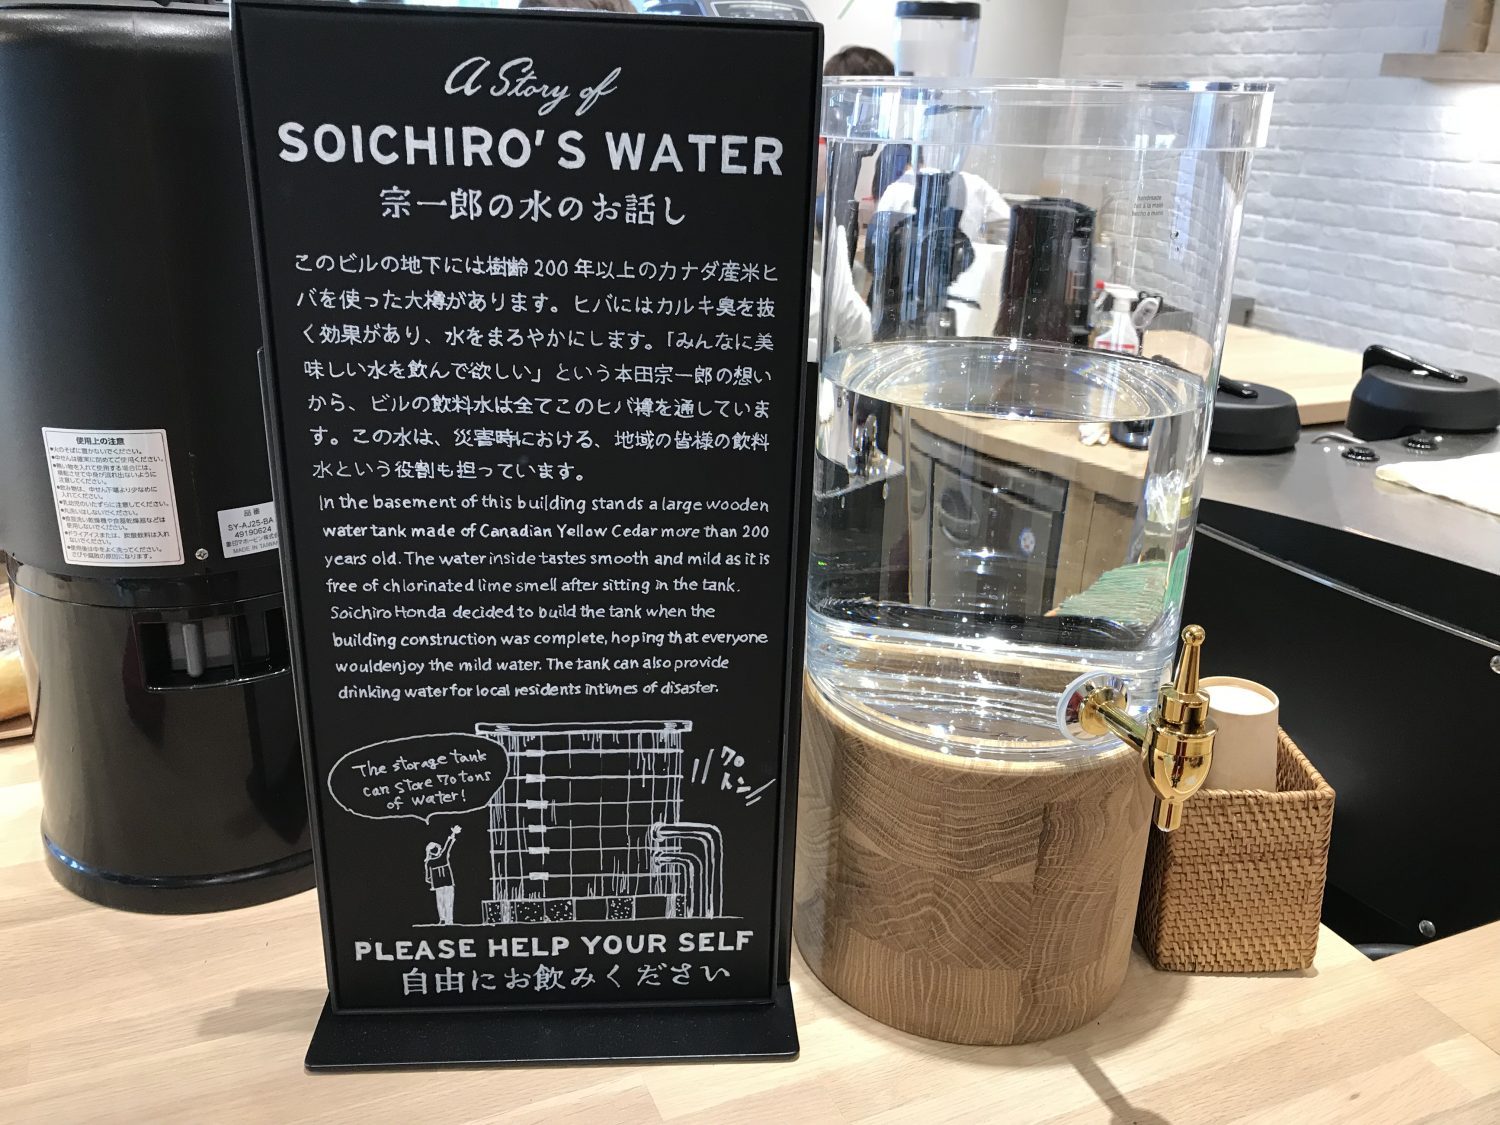 A Story of
SOICHIRO'S WATER
宗一郎の水のお話し
このビルの地下には樹齢200年以上のカナダ産米ヒ
バを使った大樽があります。ヒバにはカルキ臭を抜
く効果があり、水をまろやかにします。「みんなに美
味しい水を飲んで欲しい」という本田宗一郎の想い
から、ビルの飲料水は全てこのヒバ樽を通していま
す。この水は、災害時における、地域の皆様の飲料
水という役割も担っています。
In the basement of this building stands a large wooden
water tank made of Canadian Yellow Cedar more than 200
years old. The water inside tastes smooth and mild as it is
free of chlorinated lime smell after sitting in the tank.
Soichiro Honda decided to build the tank when the
building construction was complete, hoping that everyone
wouldenjoy the mild water. The tank can also provide
drinking water for local residents in times of disaster.
The storage tank
can store 70 tons
of water!
70
トン
PLEASE HELP YOUR SELF
自由にお飲みください
使用上の注意
品番
SY-AJ25-BA
49190624
MADE IN TAIWAN
handmade